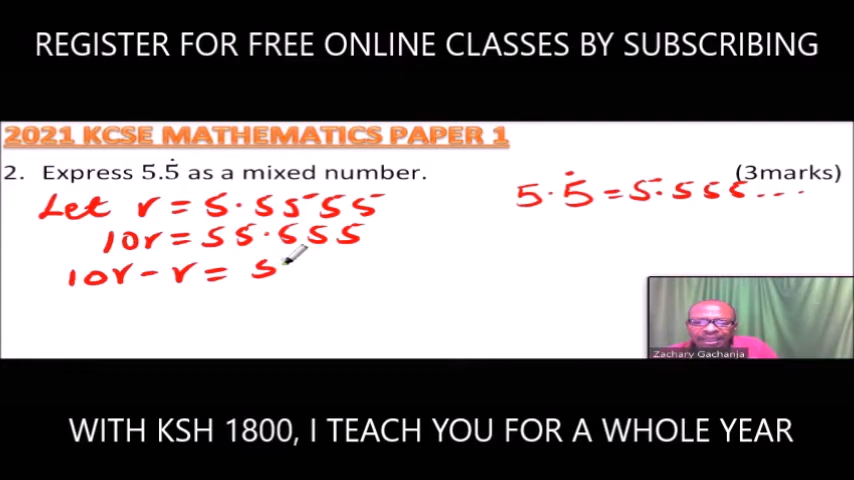 REGISTER FOR FREE ONLINE CLASSES BY SUBSCRIBING
2021 KCSE MATHEMATICS PAPER 1
2. Express 5.5̇ as a mixed number. (3marks)
5.5̇ = 5.555...
Let r = 5.5555
10r = 55.555
10r - r = 5
Zachary Gachanja
WITH KSH 1800, I TEACH YOU FOR A WHOLE YEAR